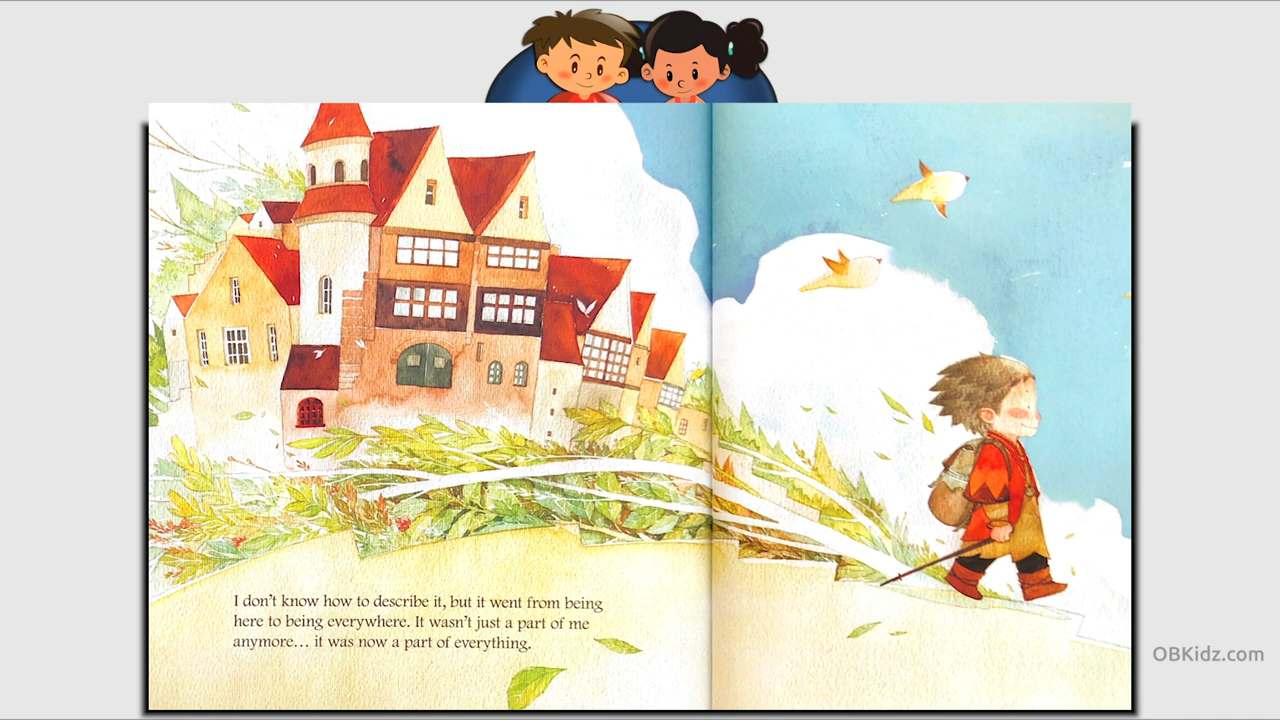 I don't know how to describe it, but it went from being
here to being everywhere. It wasn't just a part of me
anymore... it was now a part of everything.
OBKidz.com